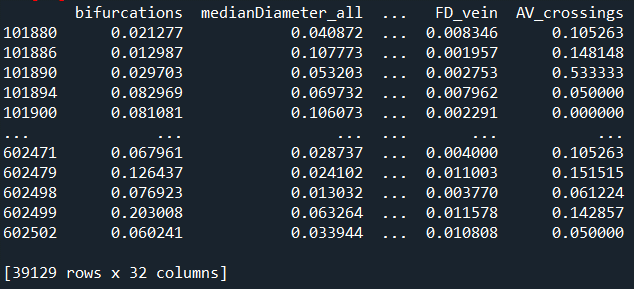 bifurcations medianDiameter_all ... FD_vein AV_crossings
101880 0.021277 0.040872 ... 0.008346 0.105263
101886 0.012987 0.107773 ... 0.001957 0.148148
101890 0.029703 0.053203 ... 0.002753 0.533333
101894 0.082969 0.069732 ... 0.007962 0.050000
101900 0.081081 0.106073 ... 0.002291 0.000000
... ... ... ... ... ...
602471 0.067961 0.028737 ... 0.004000 0.105263
602479 0.126437 0.024102 ... 0.011003 0.151515
602498 0.076923 0.013032 ... 0.003770 0.061224
602499 0.203008 0.063264 ... 0.011578 0.142857
602502 0.060241 0.033944 ... 0.010808 0.050000
[39129 rows x 32 columns]